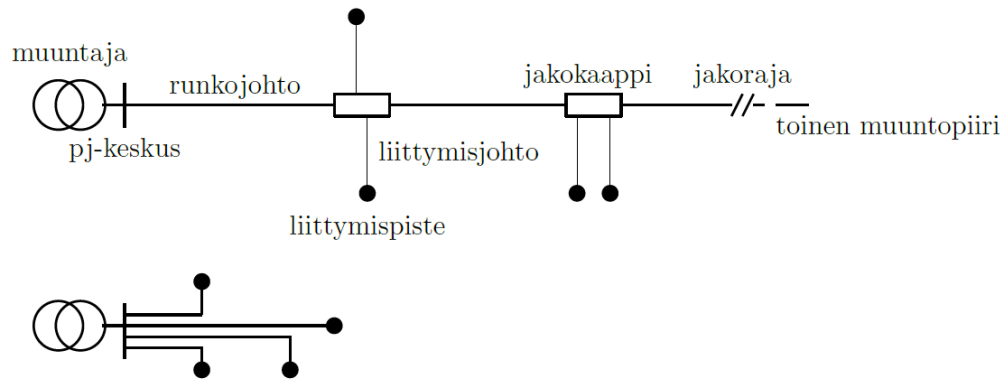 muuntaja
runkojohto
jakokaappi
jakoraja
pj-keskus
liittymisjohto
toinen muuntopiiri
liittymispiste